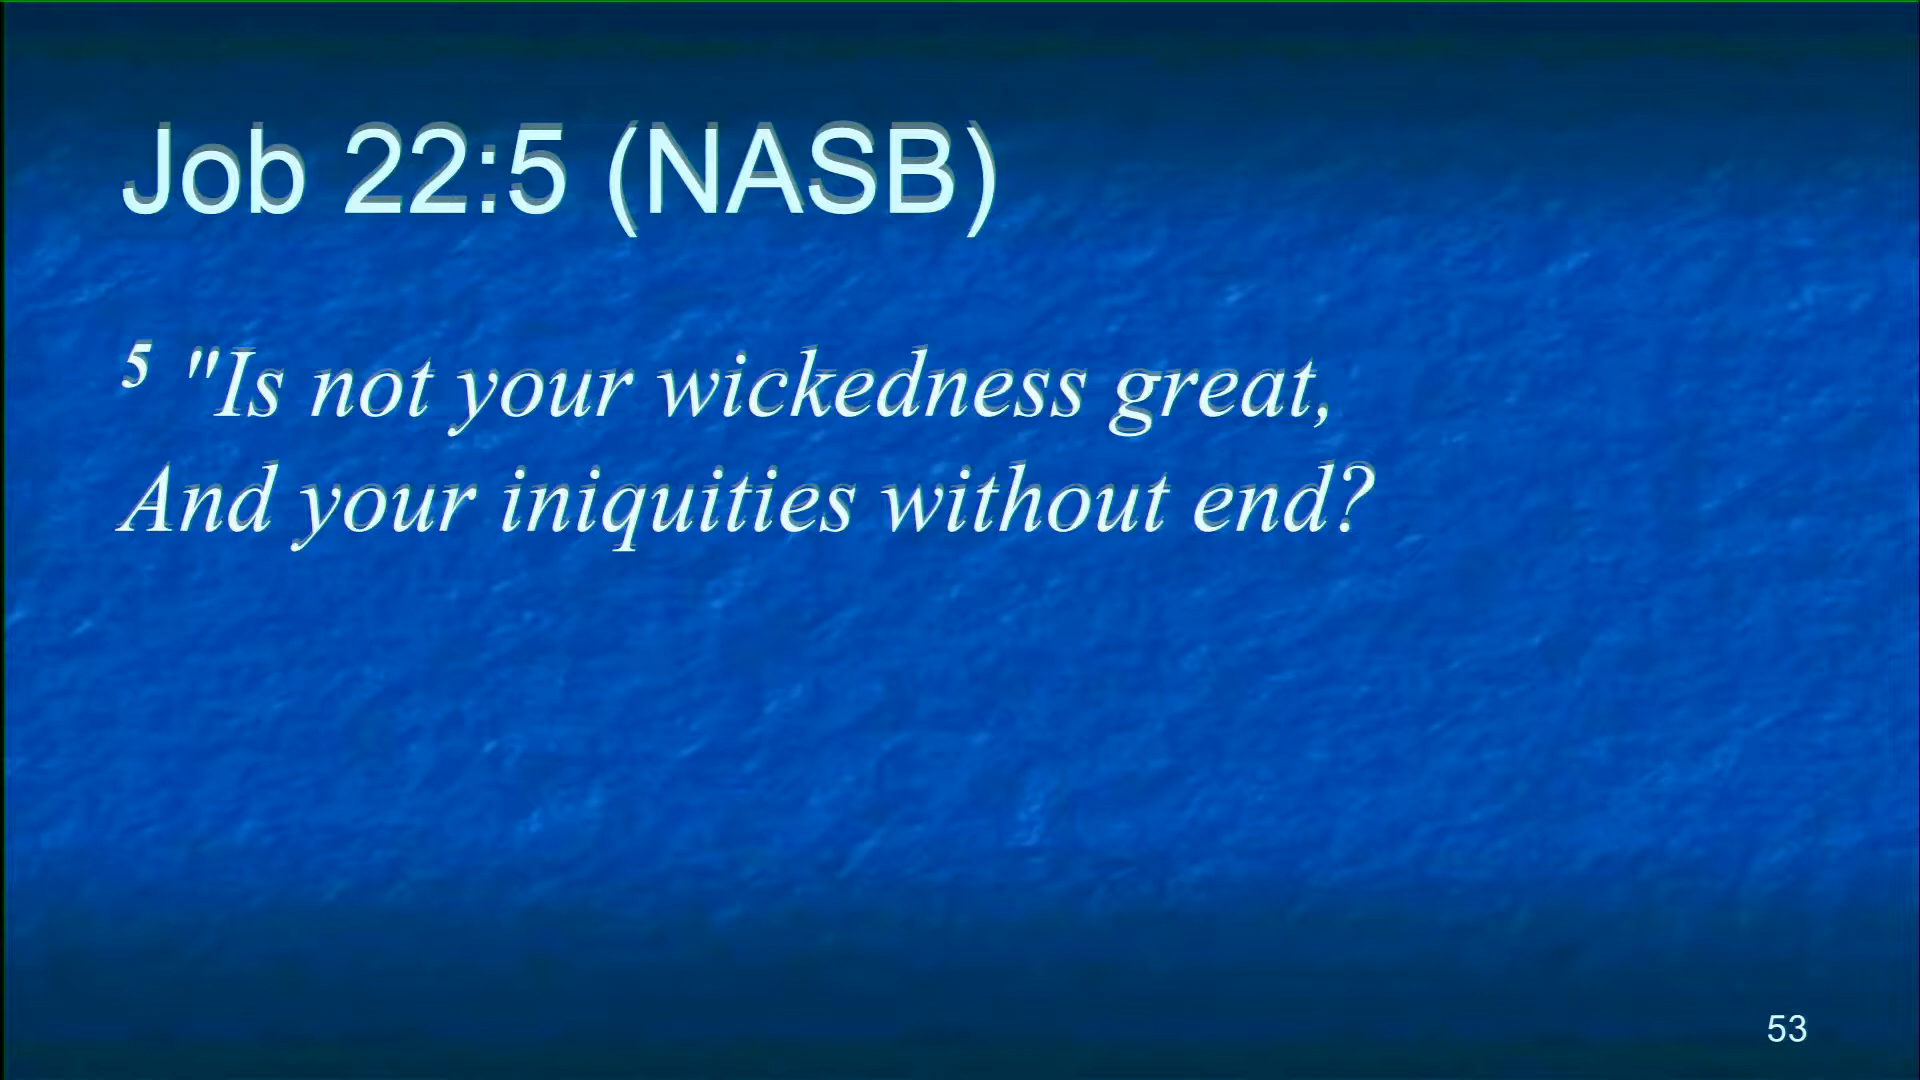 Job 22:5 (NASB)
5 "Is not your wickedness great,
And your iniquities without end?
53